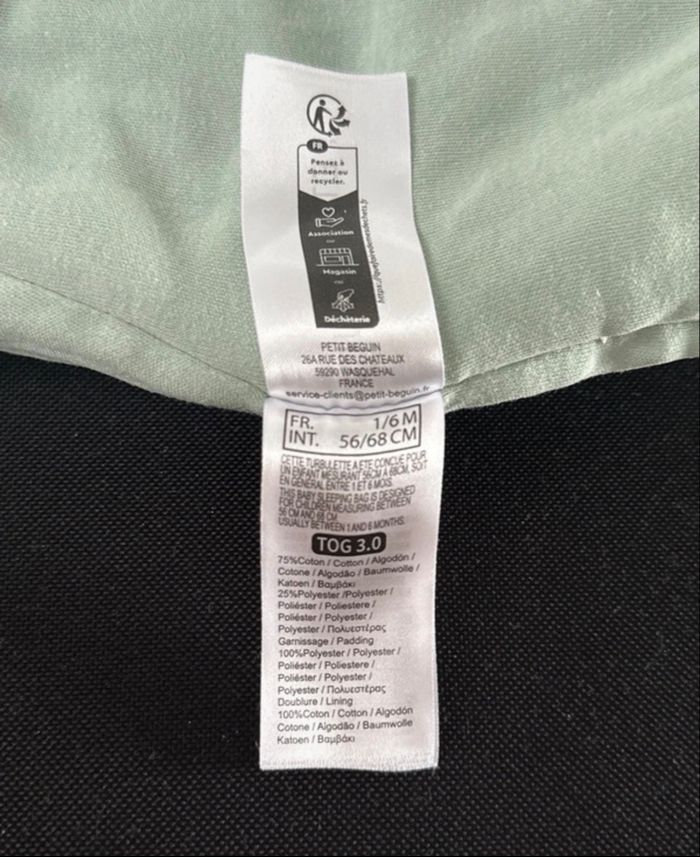 FR
Pensez à
donner ou
recycler.
Association
ou
Magasin
ou
Déchèterie
https://quefairedemesdechets.fr
PETIT BEGUIN
26A RUE DES CHATEAUX
59290 WASQUEHAL
FRANCE
service-clients@petit-beguin.fr
FR. 1/6 M
INT. 56/68 CM
CETTE TURBULETTE A ETE CONCUE POUR
UN ENFANT MESURANT 56CM A 68CM, SOIT
EN GENERAL ENTRE 1 ET 6 MOIS.
THIS BABY SLEEPING BAG IS DESIGNED
FOR CHILDREN MEASURING BETWEEN
56 CM AND 68 CM
USUALLY BETWEEN 1 AND 6 MONTHS.
TOG 3.0
75%Coton / Cotton / Algodón /
Cotone / Algodão / Baumwolle /
Katoen / Βαμβάκι
25%Polyester /Polyester /
Poliéster / Poliestere /
Poliéster / Polyester /
Polyester / Πολυεστέρας
Garnissage / Padding
100%Polyester / Polyester /
Poliéster / Poliestere /
Poliéster / Polyester /
Polyester / Πολυεστέρας
Doublure / Lining
100%Coton / Cotton / Algodón
Cotone / Algodão / Baumwolle
Katoen / Βαμβάκι